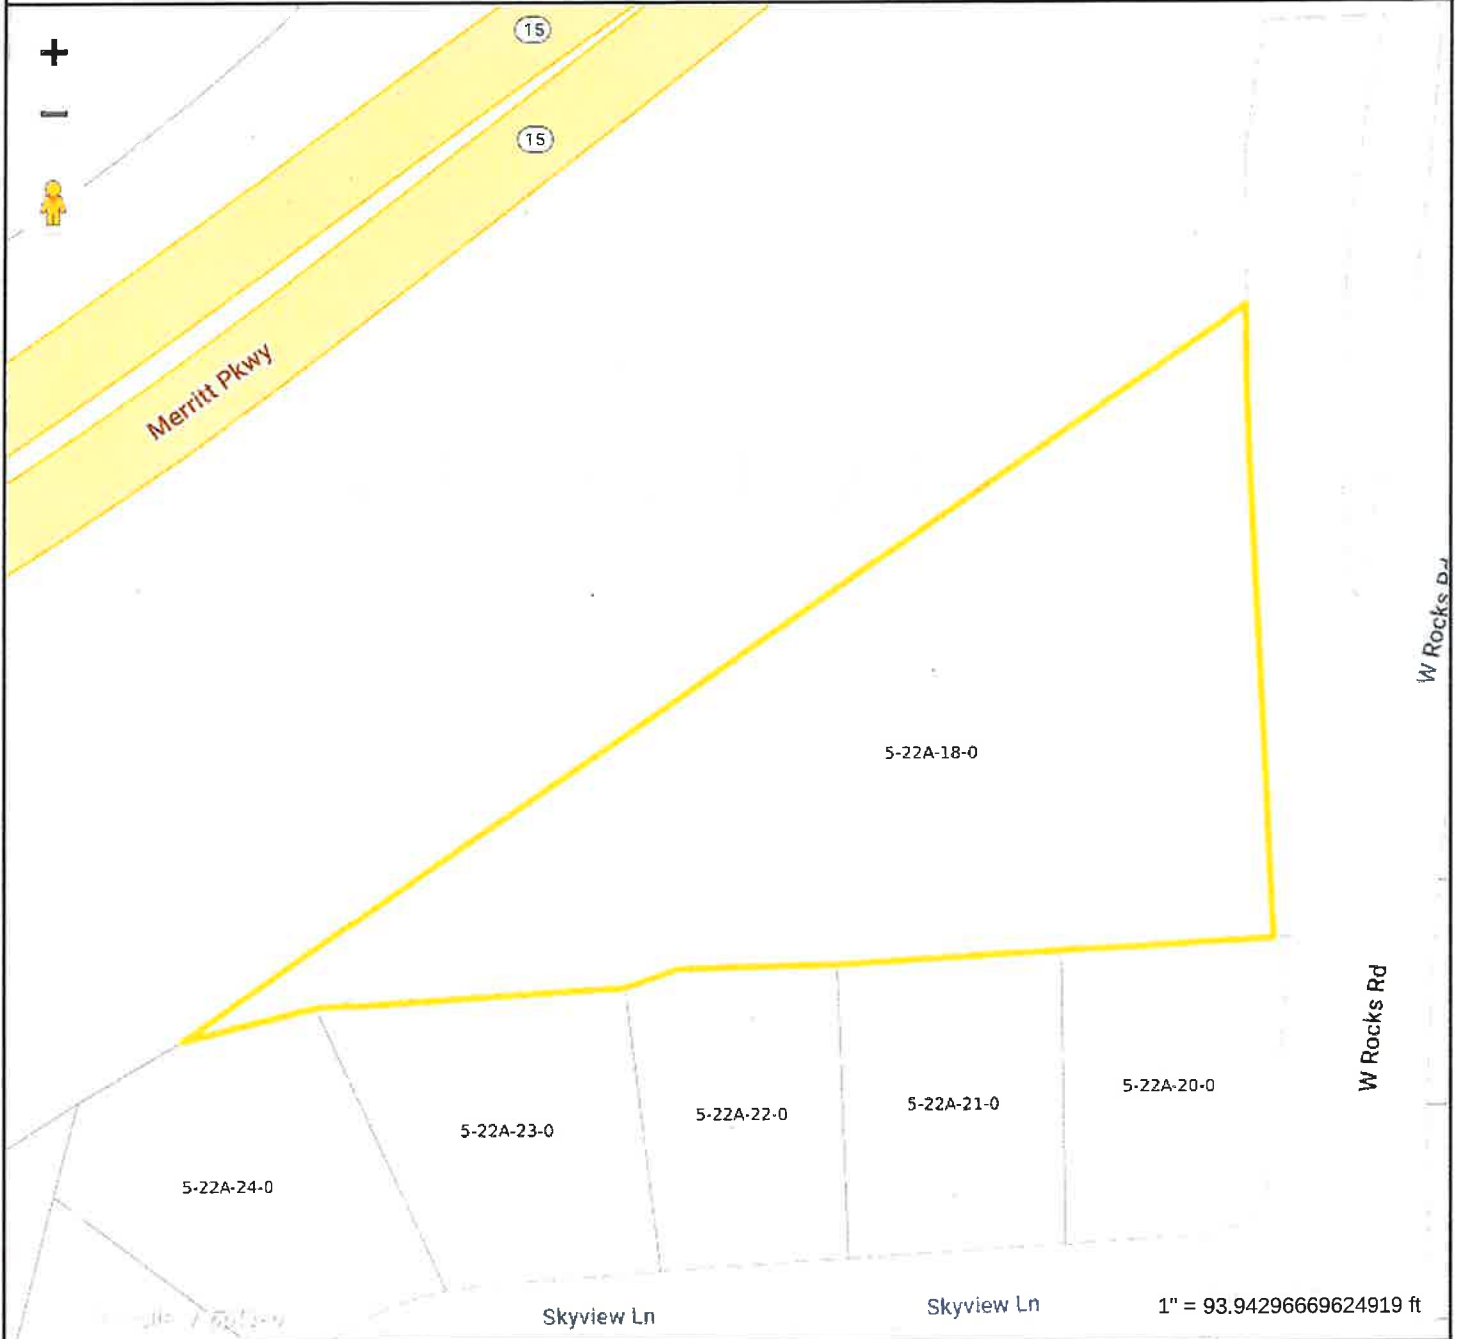 +
−
15
15
Merritt Pkwy
W Rocks Rd
5-22A-18-0
W Rocks Rd
5-22A-20-0
5-22A-21-0
5-22A-22-0
5-22A-23-0
5-22A-24-0
Skyview Ln
Skyview Ln
1" = 93.94296669624919 ft